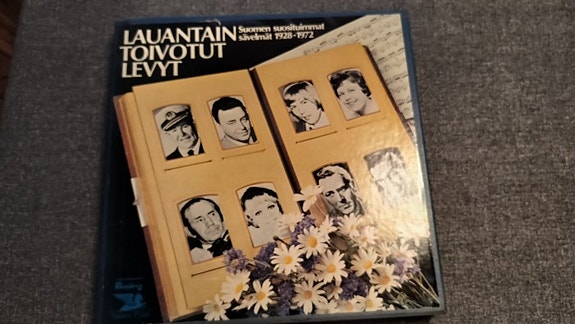 LAUANTAIN
TOIVOTUT
LEVYT
Suomen suosituimmat
sävelmät 1928-1972